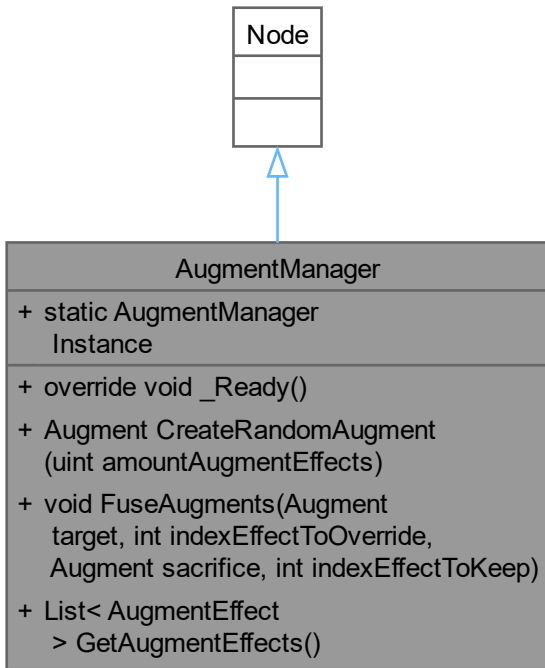 Node
AugmentManager
+ static AugmentManager
Instance
+ override void _Ready()
+ Augment CreateRandomAugment
(uint amountAugmentEffects)
+ void FuseAugments(Augment
target, int indexEffectToOverride,
Augment sacrifice, int indexEffectToKeep)
+ List< AugmentEffect
> GetAugmentEffects()